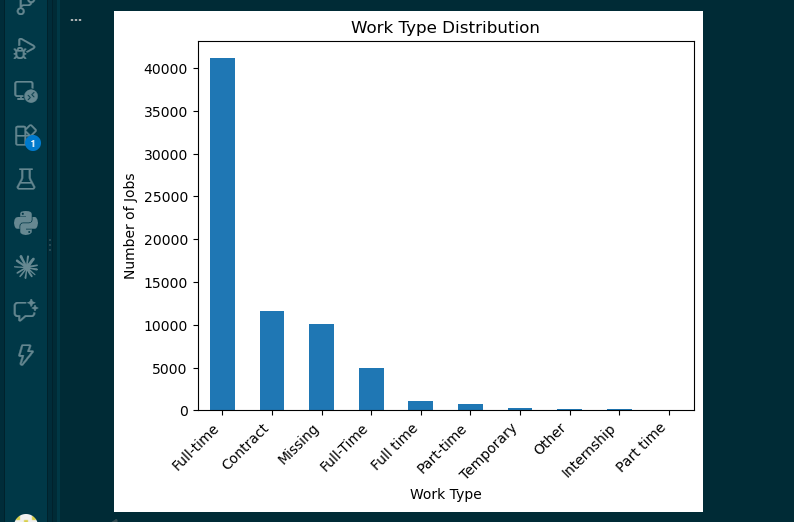 ...
1
Work Type Distribution
Number of Jobs
40000
35000
30000
25000
20000
15000
10000
5000
0
Full-time
Contract
Missing
Full-Time
Full time
Part-time
Temporary
Other
Internship
Part time
Work Type